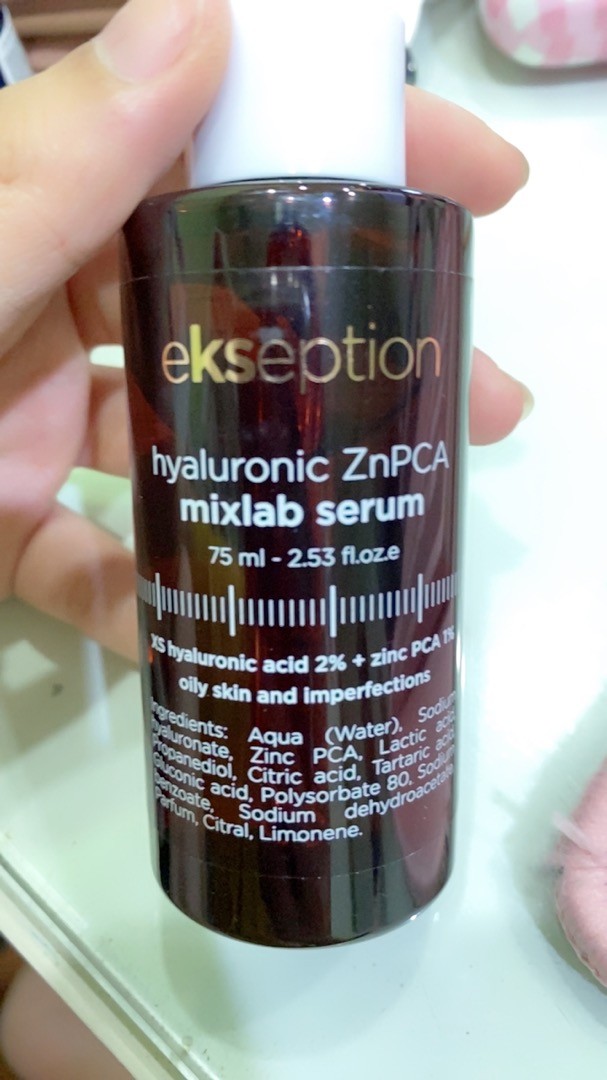 ekseption
hyaluronic ZnPCA
mixlab serum
75 ml - 2.53 fl.oz.e
XS hyaluronic acid 2% + zinc PCA 1%
oily skin and imperfections
Ingredients: Aqua (Water), Sodium
hyaluronate, Zinc PCA, Lactic acid,
Propanediol, Citric acid, Tartaric acid,
Gluconic acid, Polysorbate 80, Sodium
benzoate, Sodium dehydroacetate,
Parfum, Citral, Limonene.